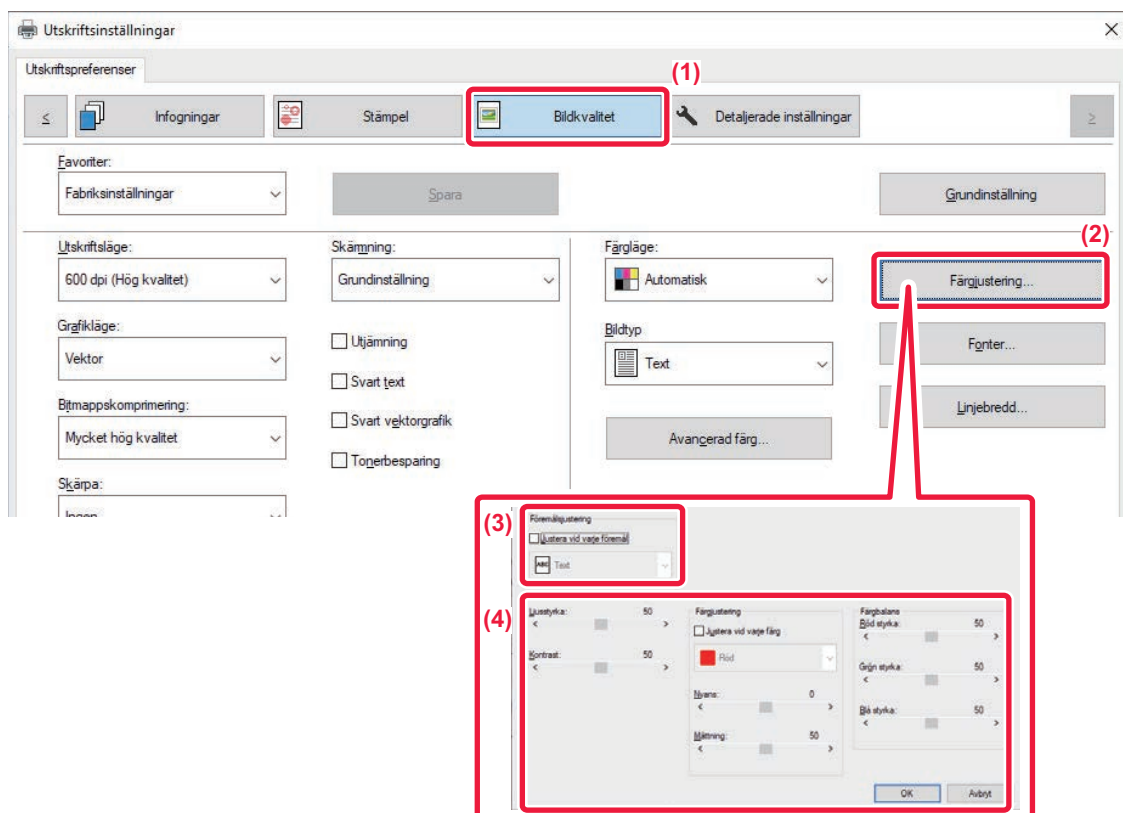 Utskriftsinställningar
Utskriftspreferenser
(1)
Infogningar
Stämpel
Bildkvalitet
Detaljerade inställningar
Favoriter:
Fabriksinställningar
Spara
Grundinställning
(2)
Utskriftsläge:
600 dpi (Hög kvalitet)
Grafikläge:
Vektor
Bitmappskomprimering:
Mycket hög kvalitet
Skärpa:
Ingen
Skärmning:
Grundinställning
Utjämning
Svart text
Svart vektorgrafik
Tonerbesparing
Färgläge:
Automatisk
Bildtyp
Text
Avancerad färg...
Färgjustering...
Fonter...
Linjebredd...
(3)
Föremålsjustering
Justera vid varje föremål
ABC Text
(4)
Ljusstyrka: 50
Kontrast: 50
Färgjustering
Justera vid varje färg
Röd
Nyans: 0
Mättning: 50
Färgbalans
Röd styrka: 50
Grön styrka: 50
Blå styrka: 50
OK
Avbryt